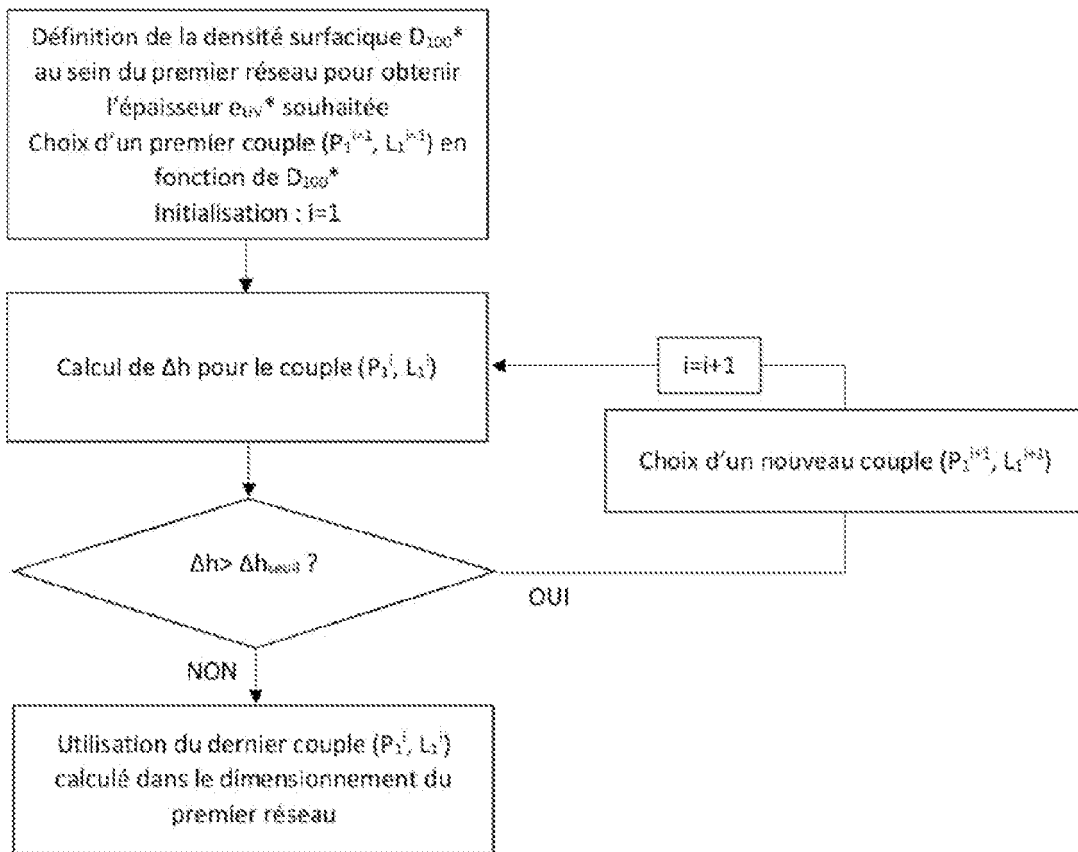 Définition de la densité surfacique D₁₀₀*
au sein du premier réseau pour obtenir
l'épaisseur eᵤᵥ* souhaitée
Choix d'un premier couple (P₁ⁱ⁼¹, L₁ⁱ⁼¹) en
fonction de D₁₀₀*
Initialisation : i=1
Calcul de Δh pour le couple (P₁ⁱ, L₁ⁱ)
i=i+1
Choix d'un nouveau couple (P₁ⁱ⁺¹, L₁ⁱ⁺¹)
Δh> Δhseuil ?
OUI
NON
Utilisation du dernier couple (P₁ⁱ, L₁ⁱ)
calculé dans le dimensionnement du
premier réseau